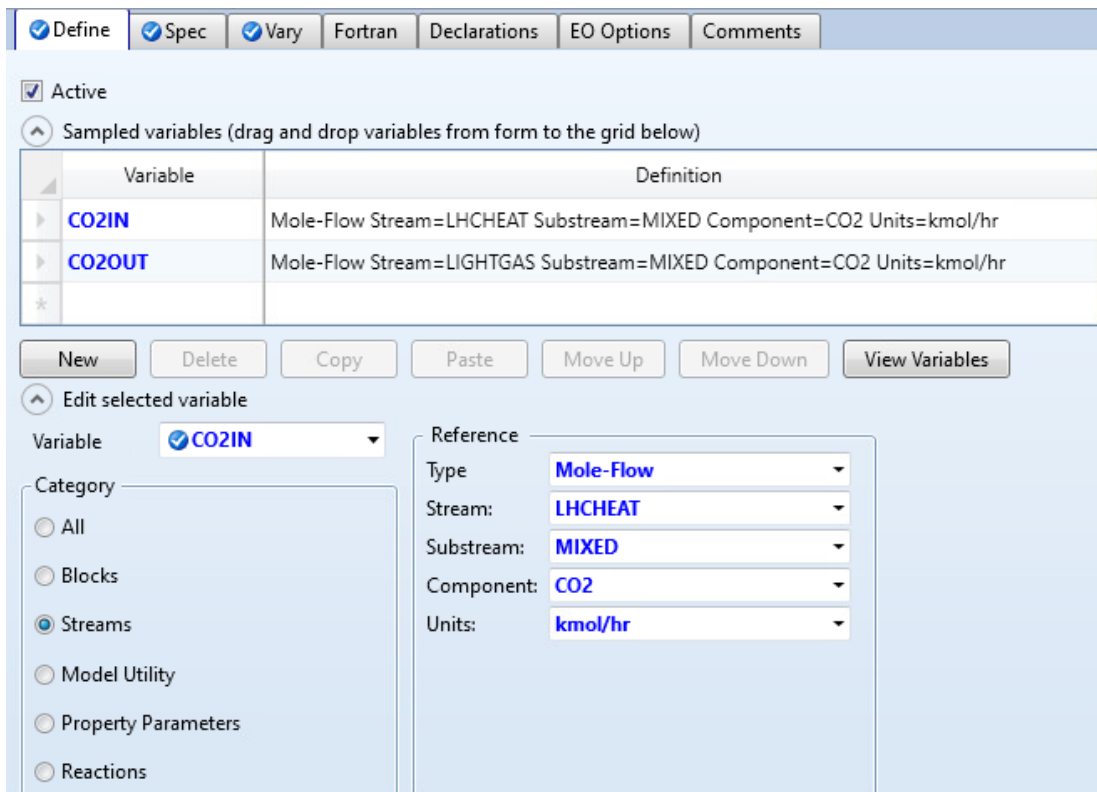 Define Spec Vary Fortran Declarations EO Options Comments
Active
Sampled variables (drag and drop variables from form to the grid below)
Variable Definition
CO2IN Mole-Flow Stream=LHCHEAT Substream=MIXED Component=CO2 Units=kmol/hr
CO2OUT Mole-Flow Stream=LIGHTGAS Substream=MIXED Component=CO2 Units=kmol/hr
New Delete Copy Paste Move Up Move Down View Variables
Edit selected variable
Variable CO2IN
Category
All
Blocks
Streams
Model Utility
Property Parameters
Reactions
Reference
Type Mole-Flow
Stream: LHCHEAT
Substream: MIXED
Component: CO2
Units: kmol/hr